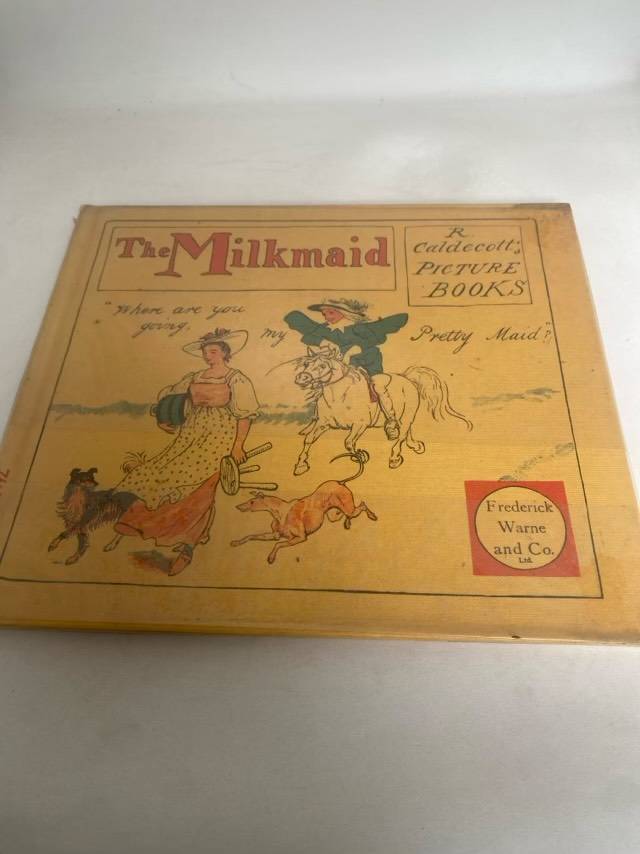 The Milkmaid
R
Caldecott's
PICTURE
BOOKS
"Where are you
going,
my
Pretty Maid"?
Frederick
Warne
and Co.
Ltd.